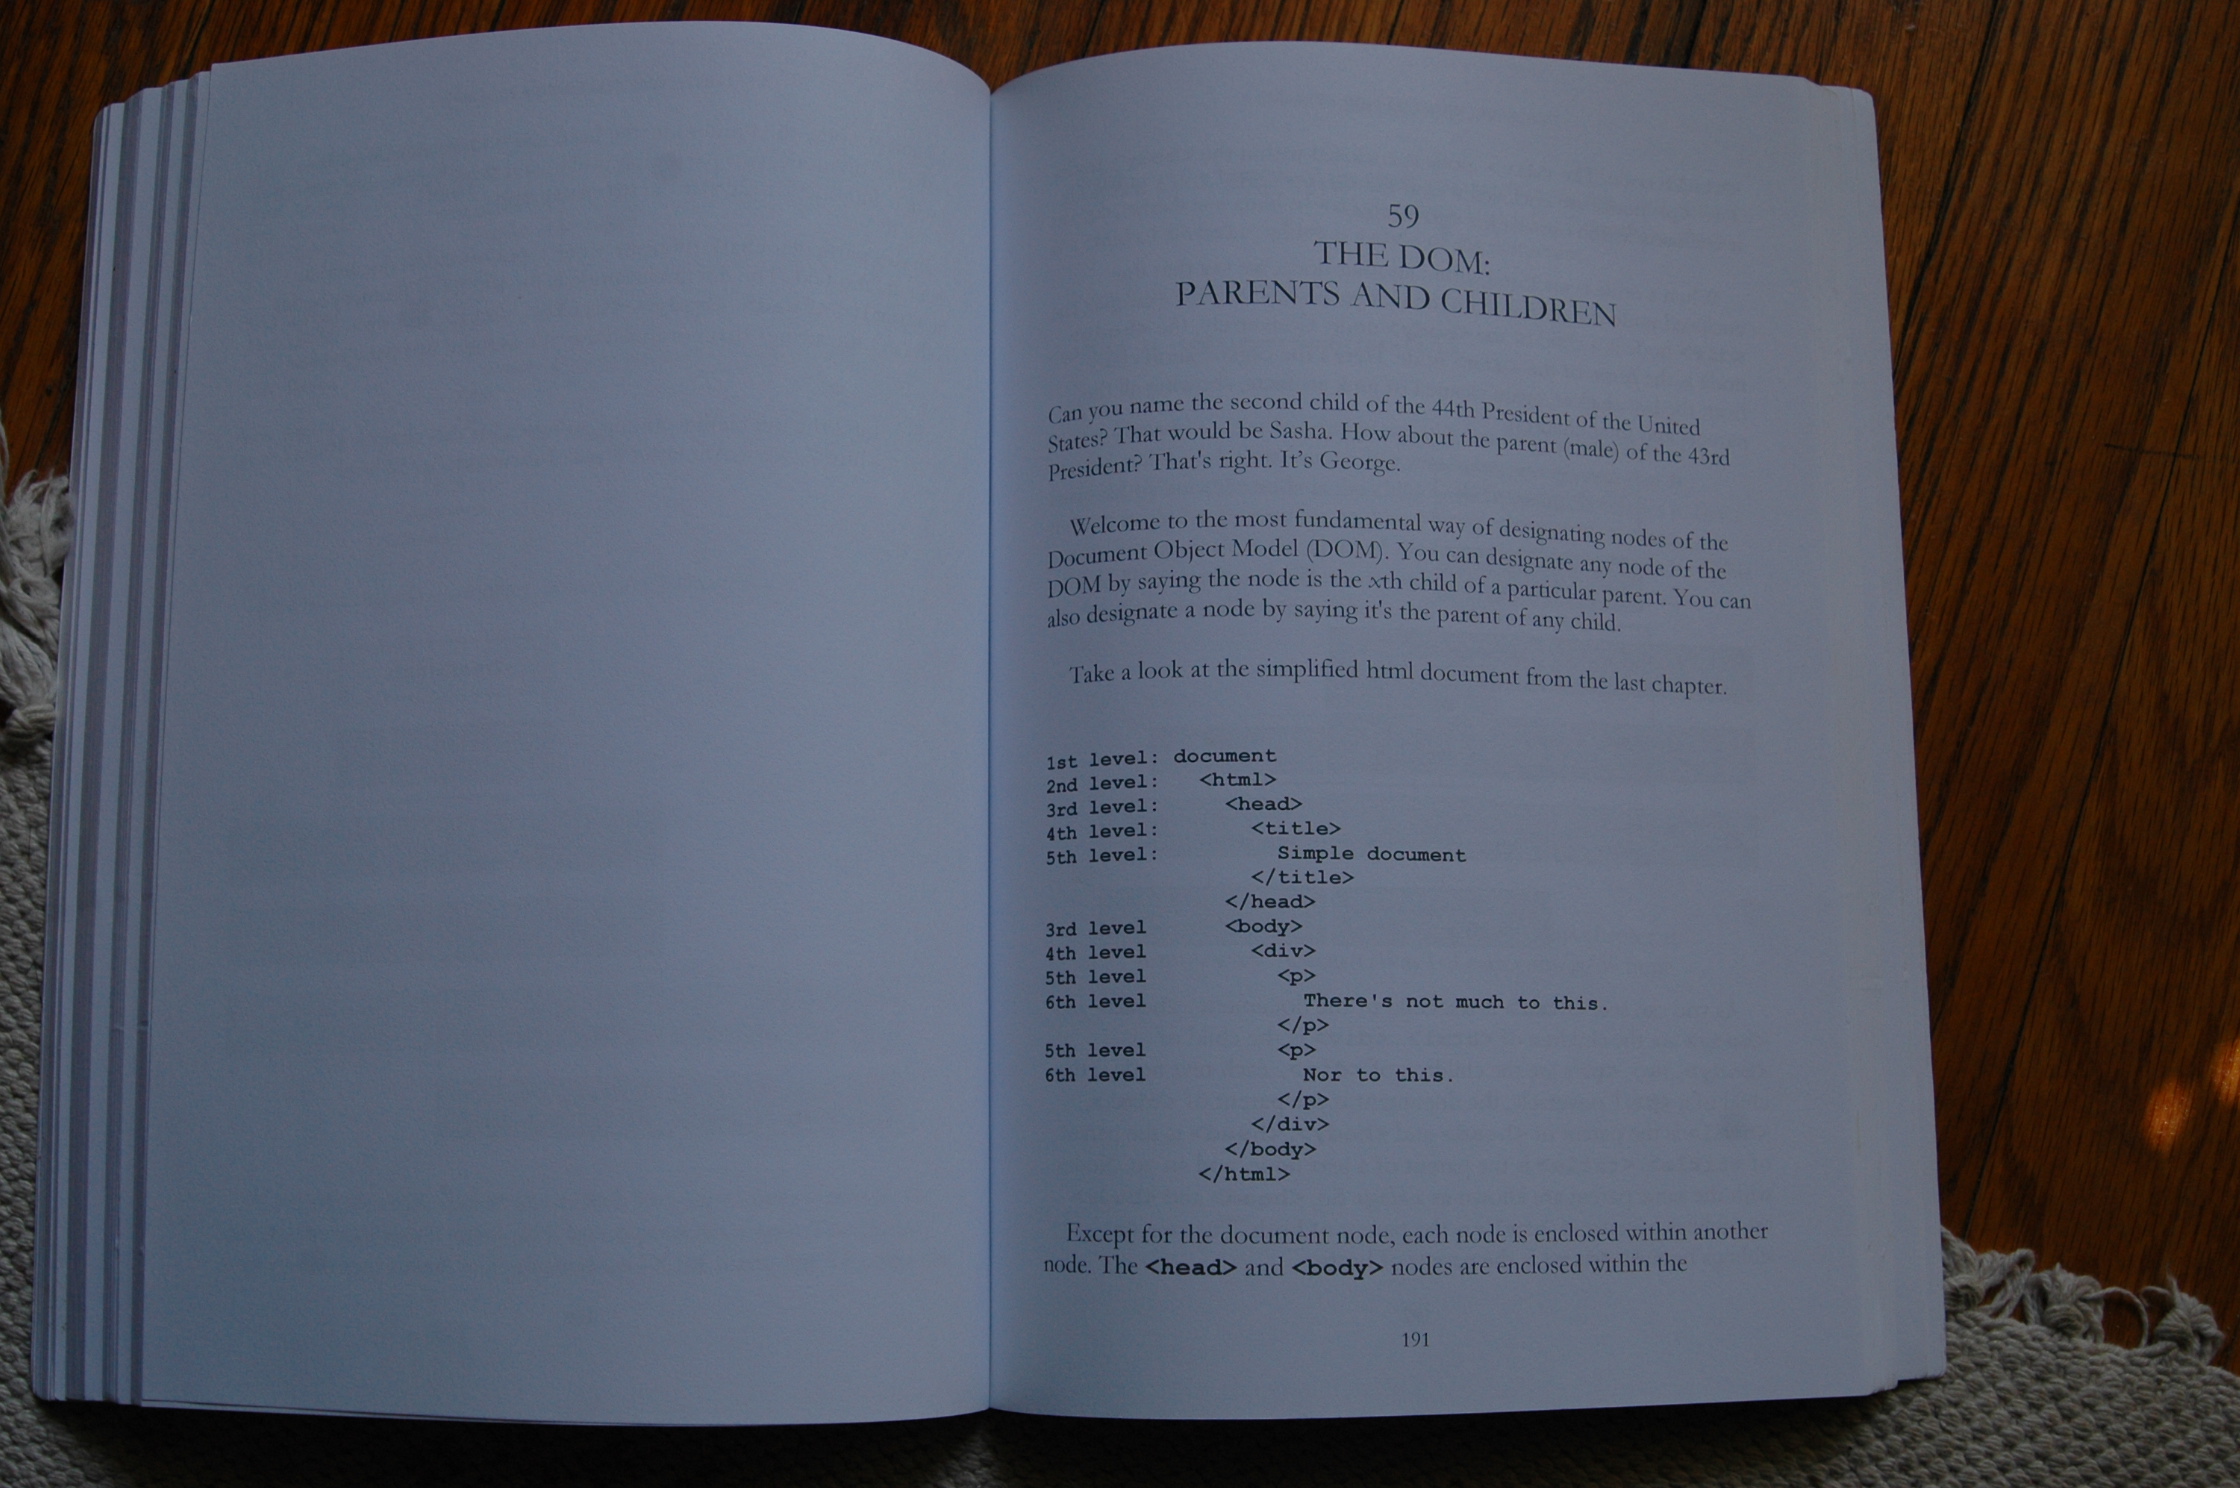 59
THE DOM:
PARENTS AND CHILDREN
Can you name the second child of the 44th President of the United
States? That would be Sasha. How about the parent (male) of the 43rd
President? That's right. It's George.
Welcome to the most fundamental way of designating nodes of the
Document Object Model (DOM). You can designate any node of the
DOM by saying the node is the xth child of a particular parent. You can
also designate a node by saying it's the parent of any child.
Take a look at the simplified html document from the last chapter.
1st level: document
2nd level: <html>
3rd level: <head>
4th level: <title>
5th level: Simple document
</title>
</head>
3rd level <body>
4th level <div>
5th level <p>
6th level There's not much to this.
</p>
5th level <p>
6th level Nor to this.
</p>
</div>
</body>
</html>
Except for the document node, each node is enclosed within another
node. The <head> and <body> nodes are enclosed within the
191